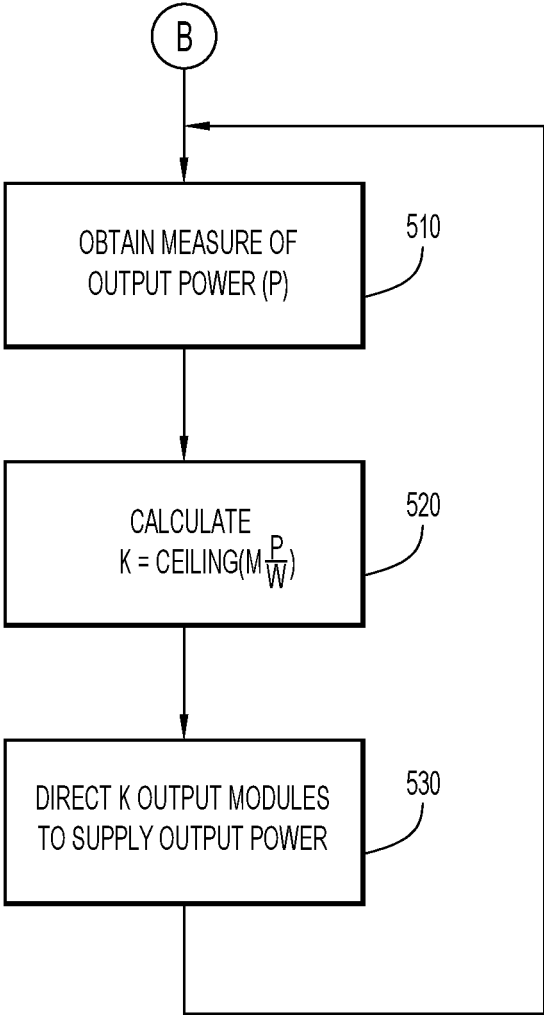 B
OBTAIN MEASURE OF
OUTPUT POWER (P)
510
CALCULATE
K = CEILING(M P/W)
520
DIRECT K OUTPUT MODULES
TO SUPPLY OUTPUT POWER
530